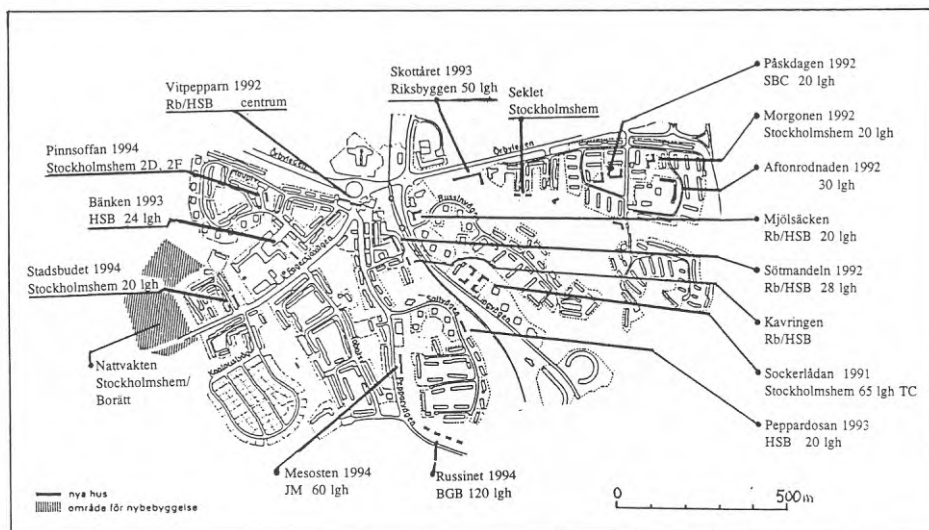 Vitpepparn 1992
Rb/HSB centrum
Skottåret 1993
Riksbyggen 50 lgh
Seklet
Stockholmshem
Påskdagen 1992
SBC 20 lgh
Morgonen 1992
Stockholmshem 20 lgh
Aftonrodnaden 1992
30 lgh
Pinnsoffan 1994
Stockholmshem 2D, 2F
Bänken 1993
HSB 24 lgh
Stadsbudet 1994
Stockholmshem 20 lgh
Nattvakten
Stockholmshem/
Borätt
Mjölsäcken
Rb/HSB 20 lgh
Sötmandeln 1992
Rb/HSB 28 lgh
Kavringen
Rb/HSB
Sockerlådan 1991
Stockholmshem 65 lgh TC
Peppardosan 1993
HSB 20 lgh
Mesosten 1994
JM 60 lgh
Russinet 1994
BGB 120 lgh
Örbyleden
Örbyleden
Pepparvägen
nya hus
område för nybebyggelse
0 500m